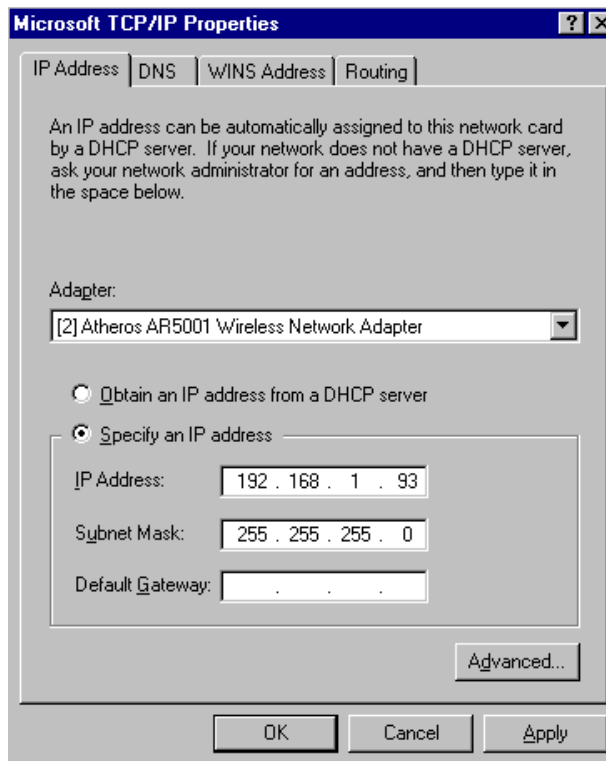 Microsoft TCP/IP Properties
IP Address DNS WINS Address Routing
An IP address can be automatically assigned to this network card
by a DHCP server. If your network does not have a DHCP server,
ask your network administrator for an address, and then type it in
the space below.
Adapter:
[2] Atheros AR5001 Wireless Network Adapter
Obtain an IP address from a DHCP server
Specify an IP address
IP Address: 192 . 168 . 1 . 93
Subnet Mask: 255 . 255 . 255 . 0
Default Gateway: . . .
Advanced...
OK Cancel Apply